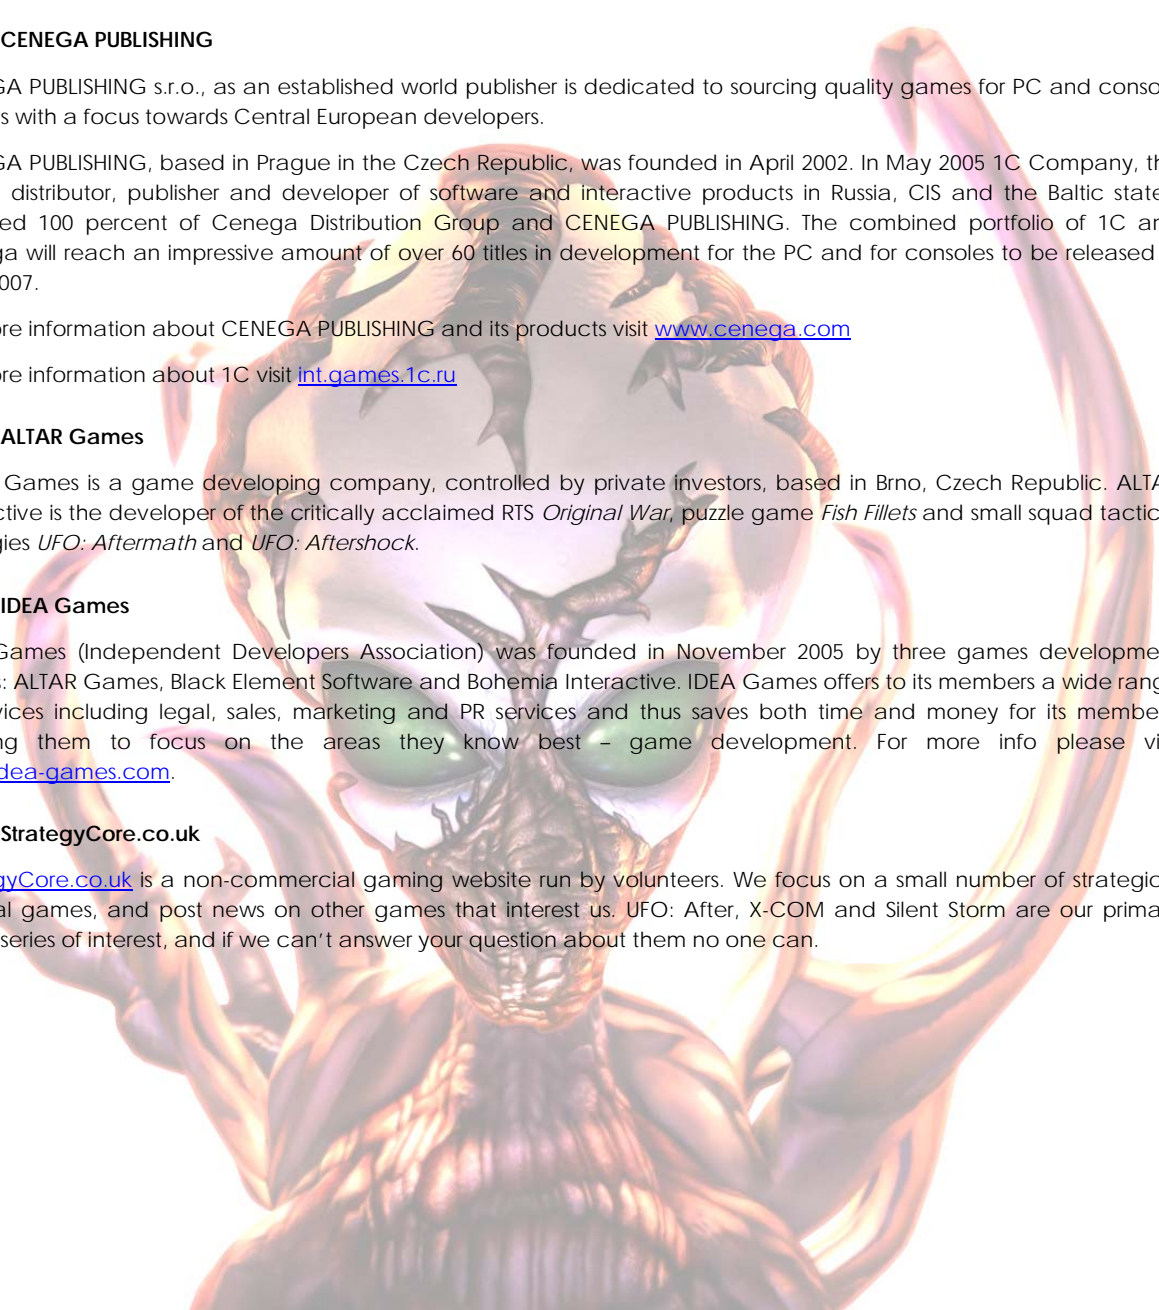 CENEGA PUBLISHING
GA PUBLISHING s.r.o., as an established world publisher is dedicated to sourcing quality games for PC and conso
s with a focus towards Central European developers.
GA PUBLISHING, based in Prague in the Czech Republic, was founded in April 2002. In May 2005 1C Company, th
distributor, publisher and developer of software and interactive products in Russia, CIS and the Baltic state
ed 100 percent of Cenega Distribution Group and CENEGA PUBLISHING. The combined portfolio of 1C an
ga will reach an impressive amount of over 60 titles in development for the PC and for consoles to be released
007.
re information about CENEGA PUBLISHING and its products visit www.cenega.com
re information about 1C visit int.games.1c.ru
ALTAR Games
Games is a game developing company, controlled by private investors, based in Brno, Czech Republic. ALTA
ctive is the developer of the critically acclaimed RTS Original War, puzzle game Fish Fillets and small squad tactic
gies UFO: Aftermath and UFO: Aftershock.
IDEA Games
Games (Independent Developers Association) was founded in November 2005 by three games developme
s: ALTAR Games, Black Element Software and Bohemia Interactive. IDEA Games offers to its members a wide rang
vices including legal, sales, marketing and PR services and thus saves both time and money for its membe
ng them to focus on the areas they know best – game development. For more info please vi
dea-games.com.
StrategyCore.co.uk
gyCore.co.uk is a non-commercial gaming website run by volunteers. We focus on a small number of strategic
al games, and post news on other games that interest us. UFO: After, X-COM and Silent Storm are our prima
series of interest, and if we can't answer your question about them no one can.